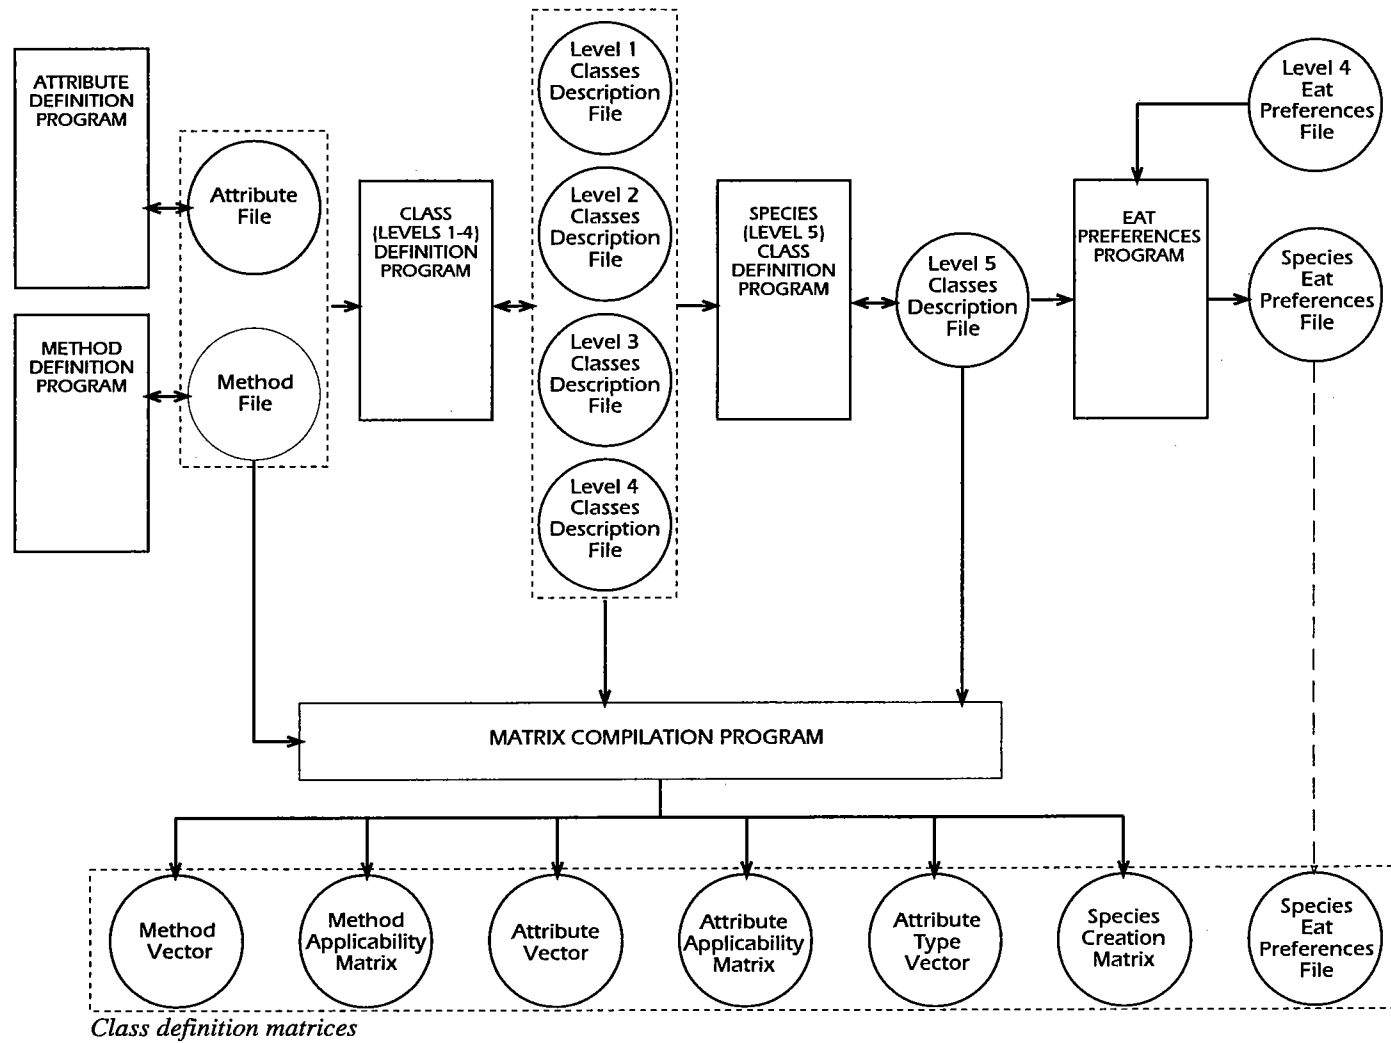 ATTRIBUTE
DEFINITION
PROGRAM
METHOD
DEFINITION
PROGRAM
Attribute
File
Method
File
CLASS
(LEVELS 1-4)
DEFINITION
PROGRAM
Level 1
Classes
Description
File
Level 2
Classes
Description
File
Level 3
Classes
Description
File
Level 4
Classes
Description
File
SPECIES
(LEVEL 5)
CLASS
DEFINITION
PROGRAM
Level 5
Classes
Description
File
EAT
PREFERENCES
PROGRAM
Level 4
Eat
Preferences
File
Species
Eat
Preferences
File
MATRIX COMPILATION PROGRAM
Method
Vector
Method
Applicability
Matrix
Attribute
Vector
Attribute
Applicability
Matrix
Attribute
Type
Vector
Species
Creation
Matrix
Species
Eat
Preferences
File
Class definition matrices